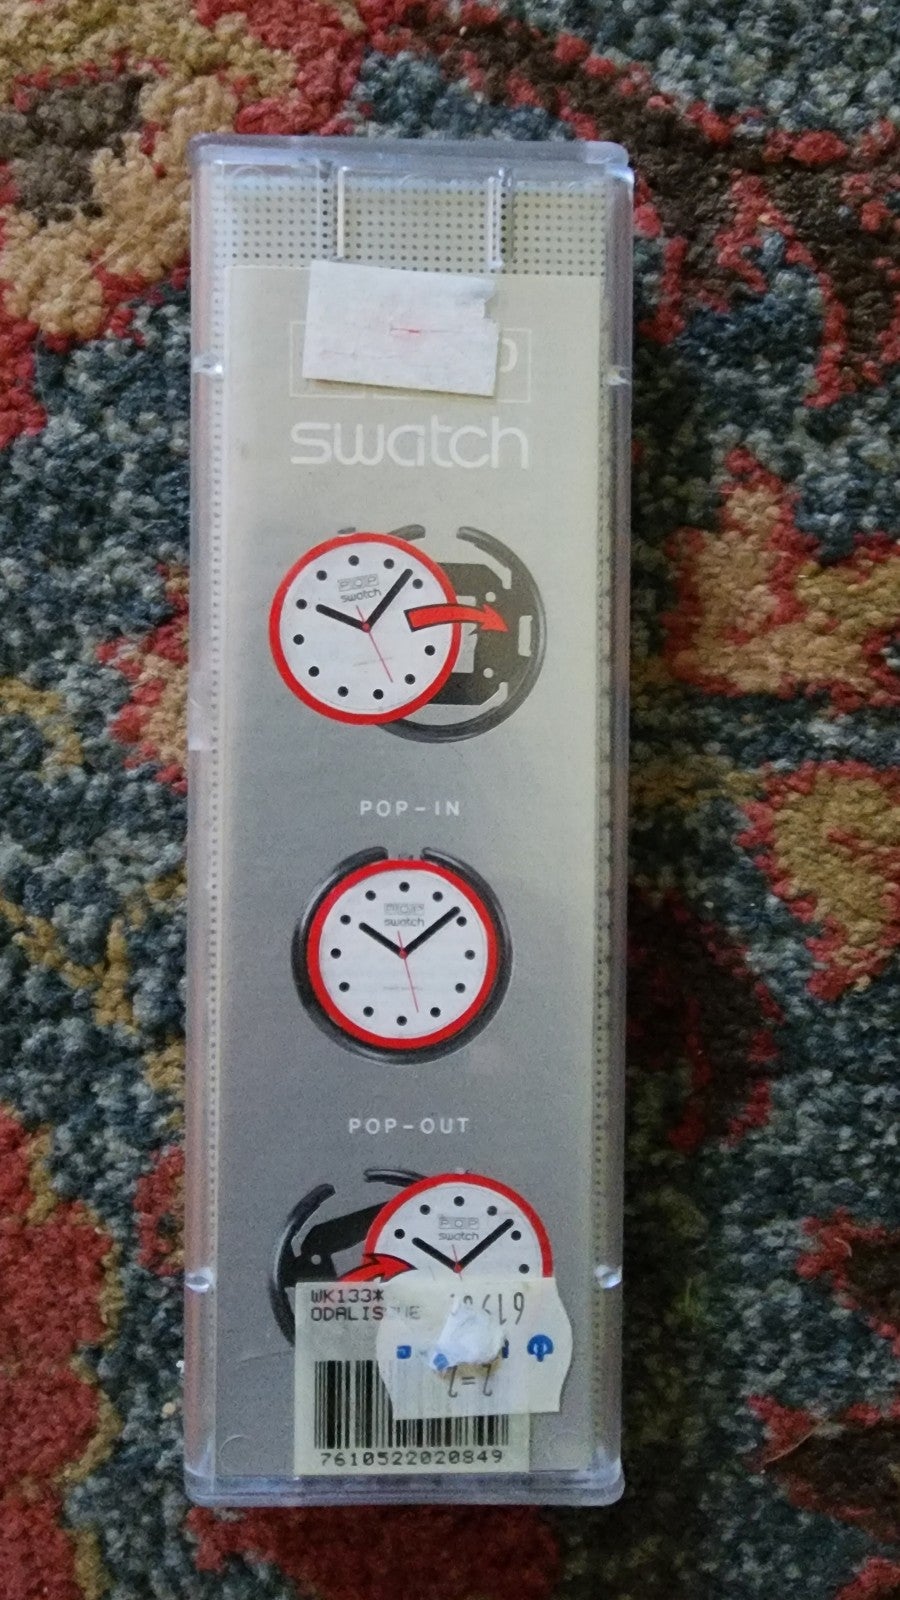 swatch
POP
swatch
POP-IN
POP
swatch
POP-OUT
POP
swatch
WK133*
7610522020849